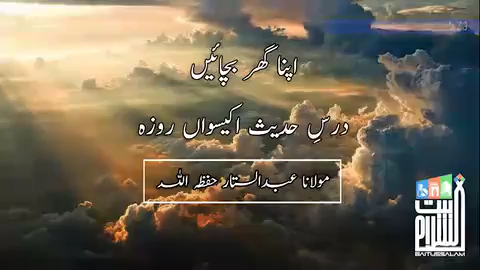 اپنا گھر بچائیں
درسِ حدیث اکیسواں روزہ
مولانا عبدالستار حفظہ اللہ
بیت السلام
BAITUSSALAM